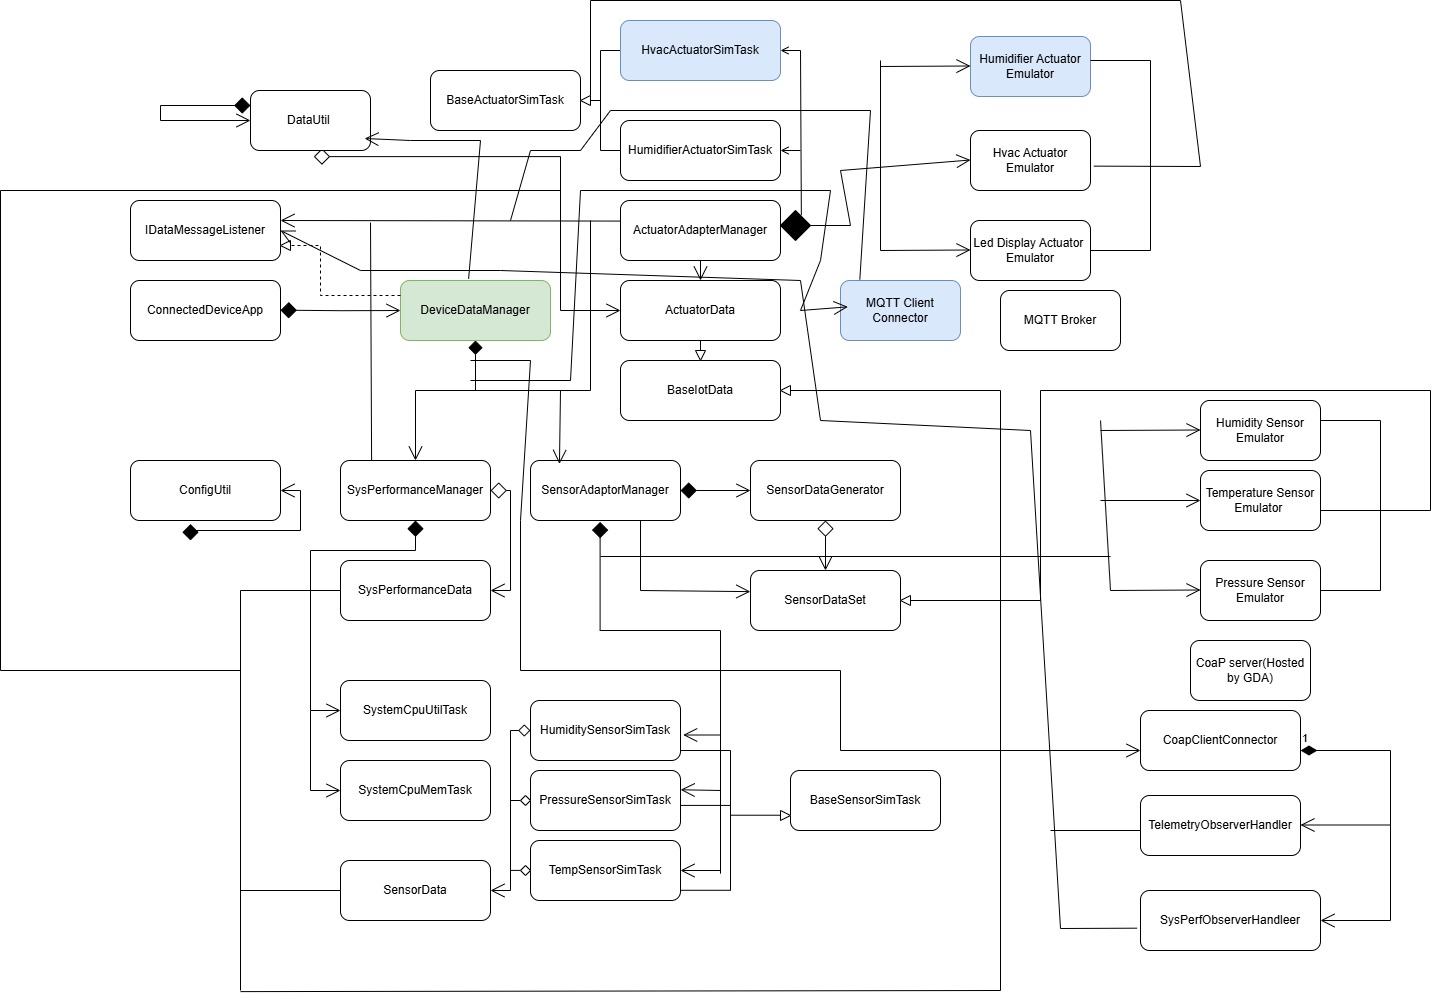 HvacActuatorSimTask
Humidifier Actuator
Emulator
BaseActuatorSimTask
DataUtil
HumidifierActuatorSimTask
Hvac Actuator
Emulator
IDataMessageListener
ActuatorAdapterManager
Led Display Actuator
Emulator
ConnectedDeviceApp
DeviceDataManager
ActuatorData
MQTT Client
Connector
MQTT Broker
BaseIotData
Humidity Sensor
Emulator
ConfigUtil
SysPerformanceManager
SensorAdaptorManager
SensorDataGenerator
Temperature Sensor
Emulator
SysPerformanceData
SensorDataSet
Pressure Sensor
Emulator
CoaP server(Hosted
by GDA)
SystemCpuUtilTask
HumiditySensorSimTask
CoapClientConnector
1
SystemCpuMemTask
PressureSensorSimTask
BaseSensorSimTask
TelemetryObserverHandler
TempSensorSimTask
SensorData
SysPerfObserverHandleer